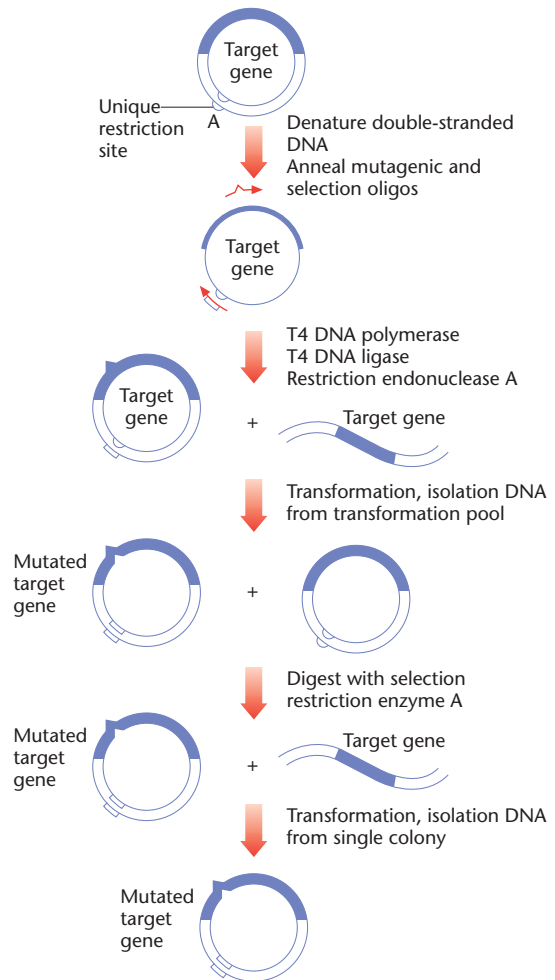 Target
gene
Unique
restriction
site
A
Denature double-stranded
DNA
Anneal mutagenic and
selection oligos
Target
gene
T4 DNA polymerase
T4 DNA ligase
Restriction endonuclease A
Target
gene
+
Target gene
Transformation, isolation DNA
from transformation pool
Mutated
target
gene
+
Digest with selection
restriction enzyme A
Mutated
target
gene
+
Target gene
Transformation, isolation DNA
from single colony
Mutated
target
gene